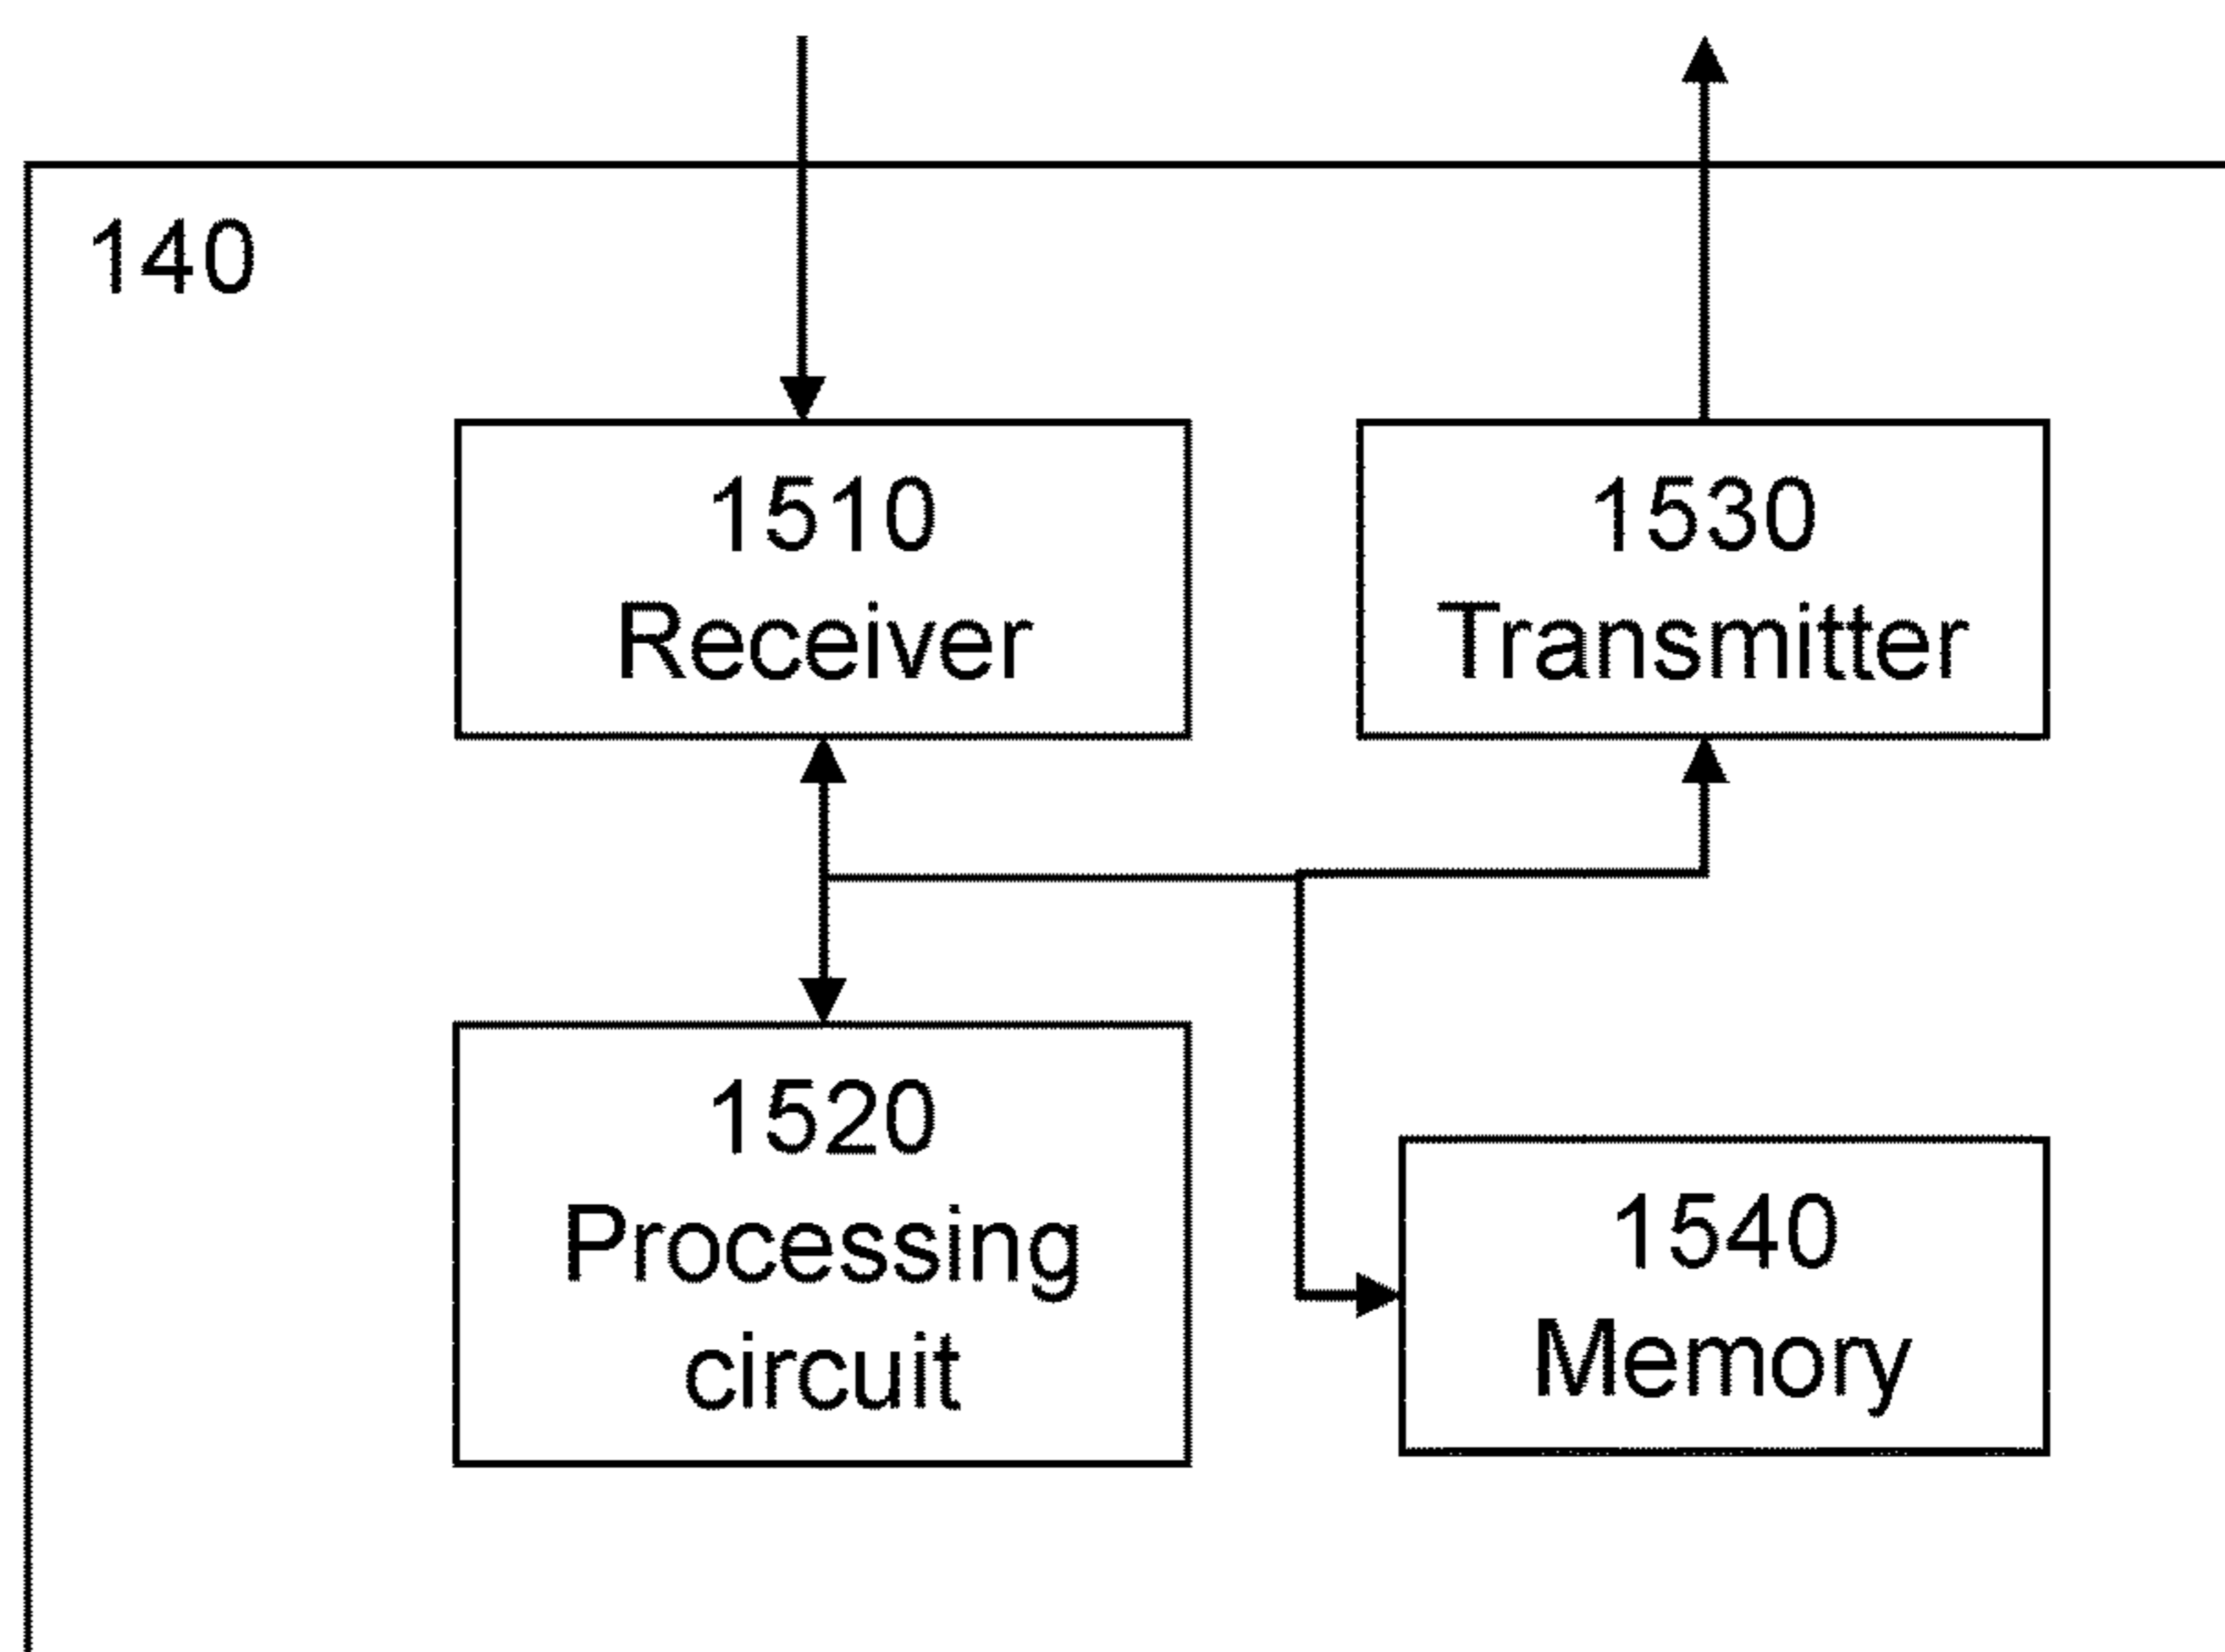 140
1510
Receiver
1530
Transmitter
1520
Processing
circuit
1540
Memory